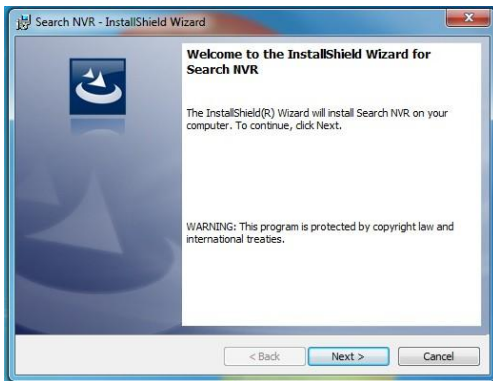 Search NVR - InstallShield Wizard
Welcome to the InstallShield Wizard for
Search NVR
The InstallShield(R) Wizard will install Search NVR on your
computer. To continue, click Next.
WARNING: This program is protected by copyright law and
international treaties.
< Back Next > Cancel